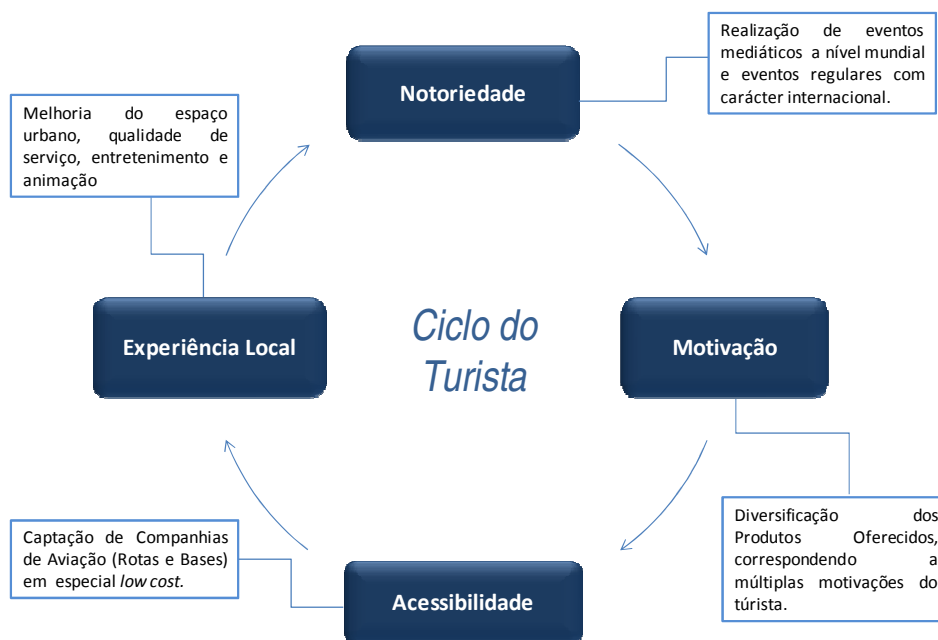 Notoriedade
Realização de eventos
mediáticos a nível mundial
e eventos regulares com
carácter internacional.
Melhoria do espaço
urbano, qualidade de
serviço, entretenimento e
animação
Experiência Local
Ciclo do
Turista
Motivação
Captação de Companhias
de Aviação (Rotas e Bases)
em especial low cost.
Acessibilidade
Diversificação dos
Produtos Oferecidos,
correspondendo a
múltiplas motivações do
túrista.